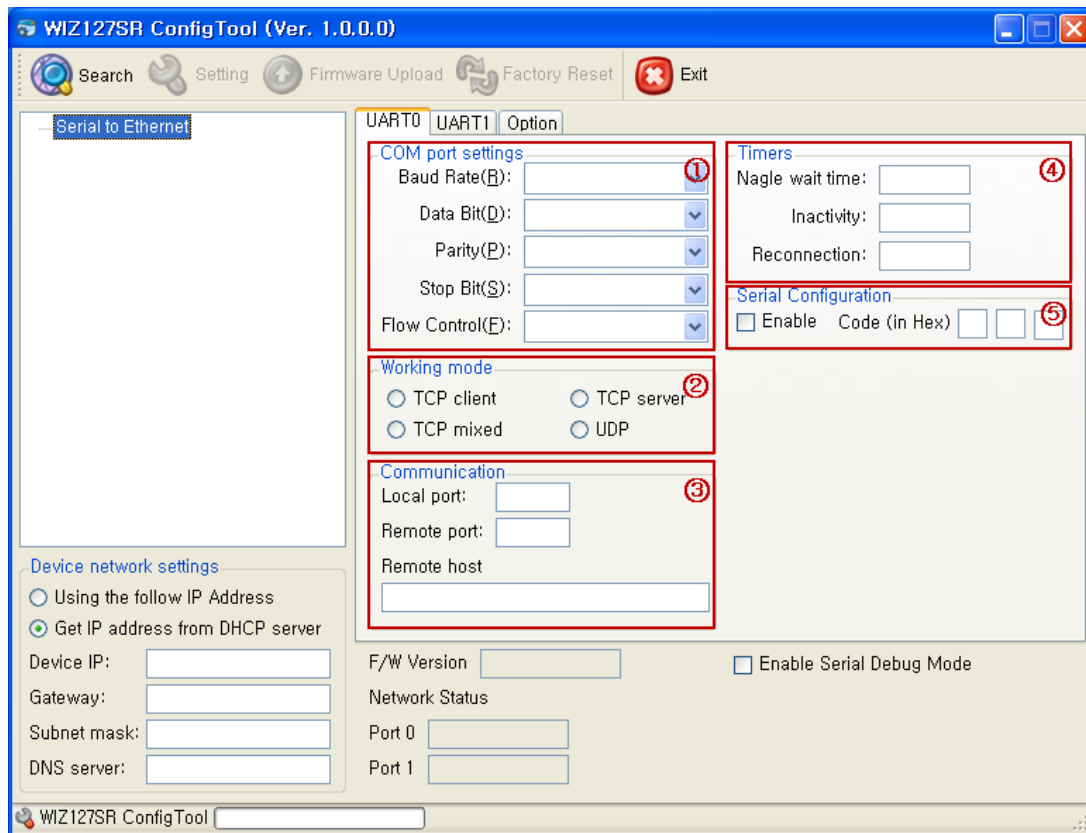 WIZ127SR ConfigTool (Ver. 1.0.0.0)
Search Setting Firmware Upload Factory Reset Exit
Serial to Ethernet
UART0 UART1 Option
COM port settings ①
Baud Rate(R):
Data Bit(D):
Parity(P):
Stop Bit(S):
Flow Control(F):
Working mode ②
TCP client TCP server
TCP mixed UDP
Communication ③
Local port:
Remote port:
Remote host
Timers ④
Nagle wait time:
Inactivity:
Reconnection:
Serial Configuration ⑤
Enable Code (in Hex)
Device network settings
Using the follow IP Address
Get IP address from DHCP server
Device IP:
Gateway:
Subnet mask:
DNS server:
F/W Version
Network Status
Port 0
Port 1
Enable Serial Debug Mode
WIZ127SR ConfigTool